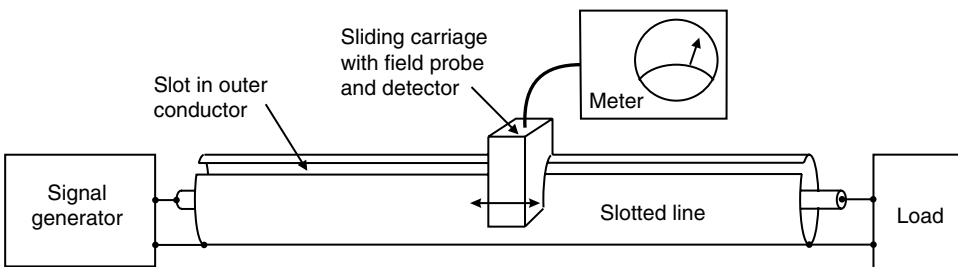 Sliding carriage
with field probe
and detector
Meter
Slot in outer
conductor
Signal
generator
Slotted line
Load